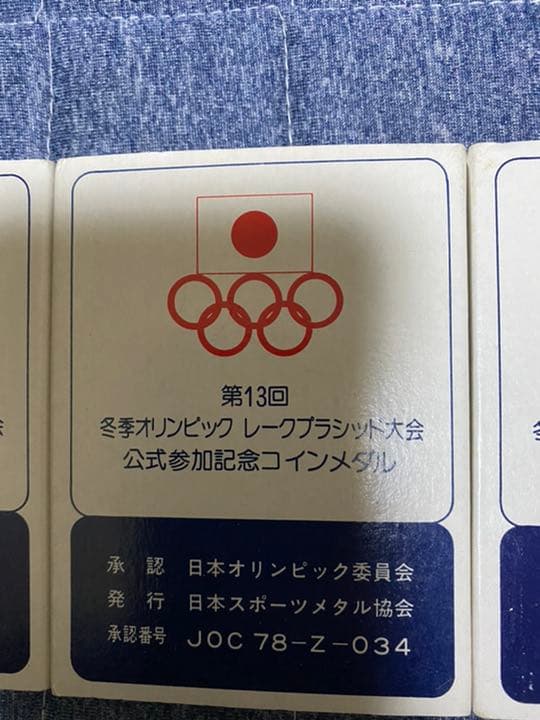 第13回
冬季オリンピック レークプラシッド大会
公式参加記念コインメダル
承認 日本オリンピック委員会
発行 日本スポーツメタル協会
承認番号 JOC 78-Z-034
会
冬